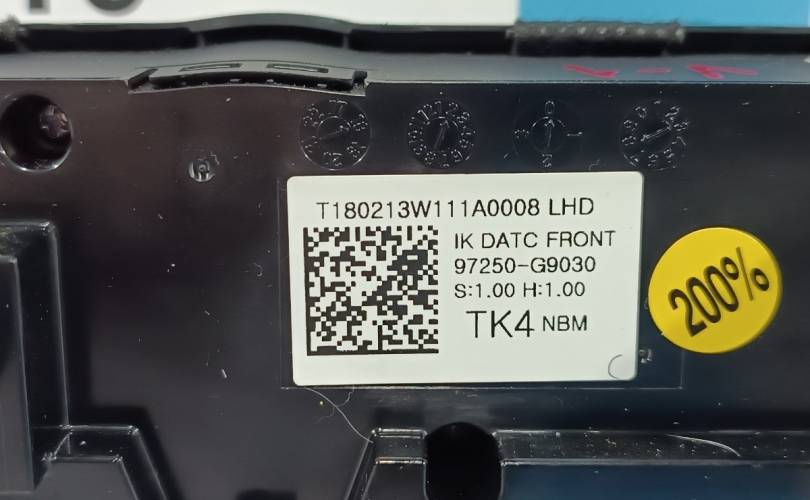 T180213W111A0008 LHD
IK DATC FRONT
97250-G9030
S:1.00 H:1.00
TK4 NBM
200%